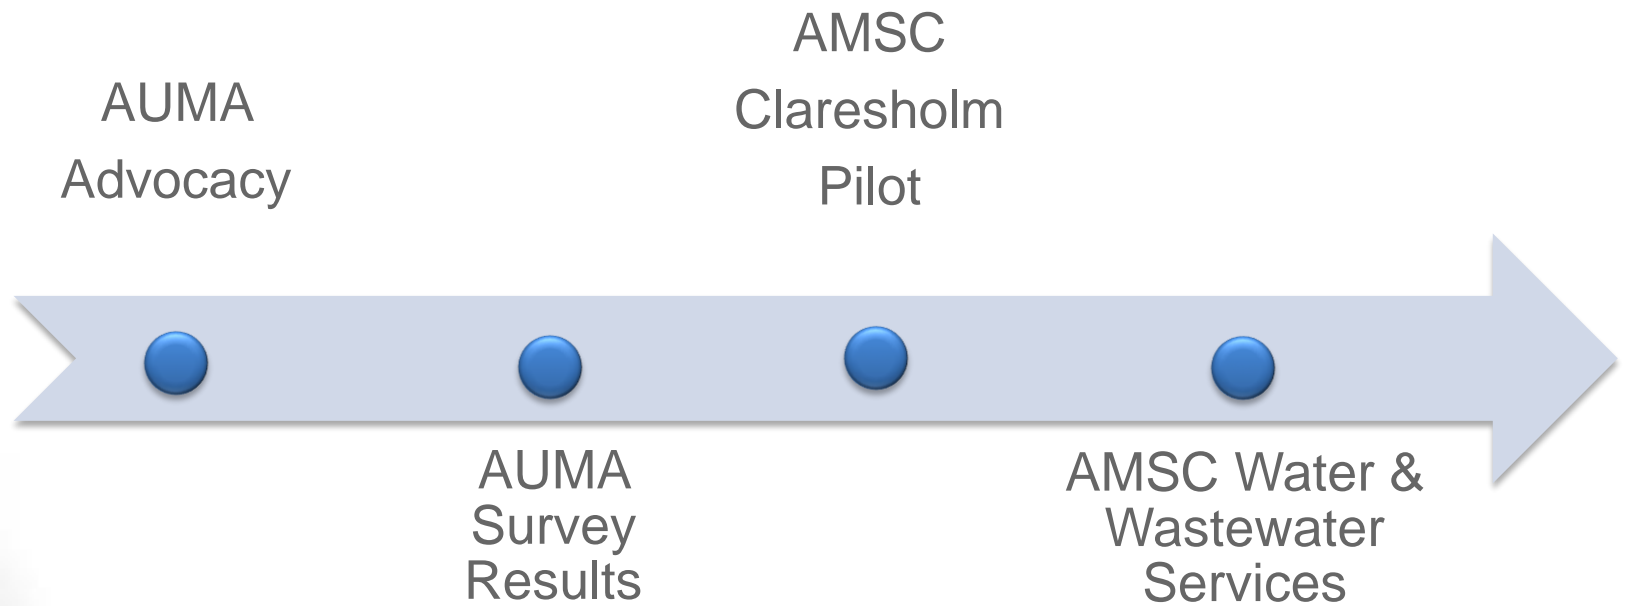 AUMA
Advocacy
AMSC
Claresholm
Pilot
AUMA
Survey
Results
AMSC Water &
Wastewater
Services